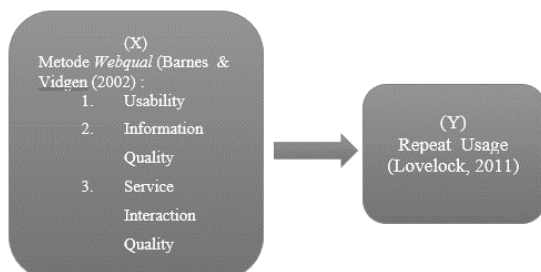 (X)
Metode Webqual (Barnes &
Vidgen (2002) :
1. Usability
2. Information
Quality
3. Service
Interaction
Quality
(Y)
Repeat Usage
(Lovelock, 2011)